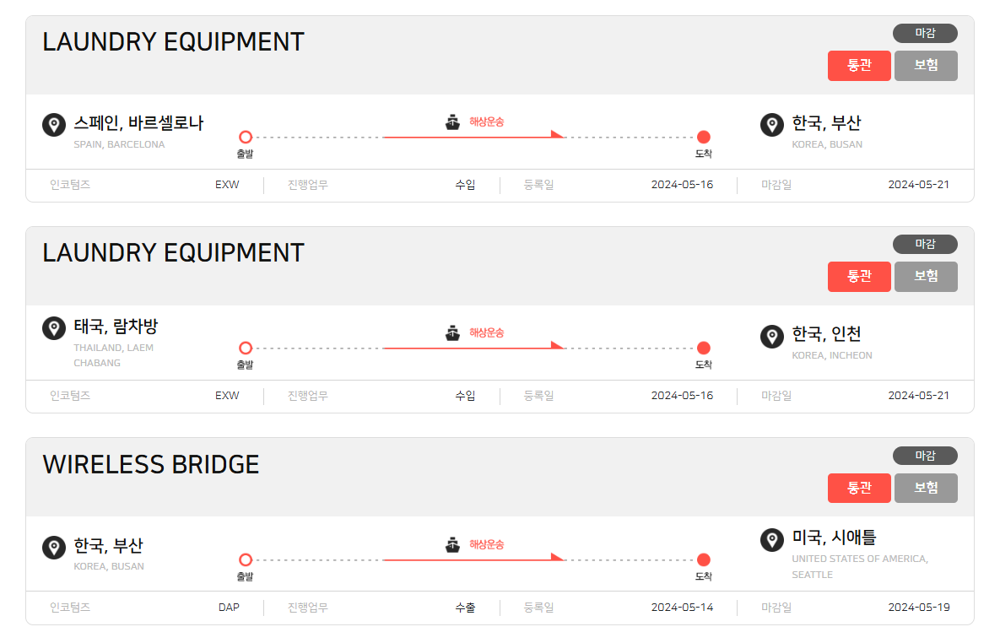 LAUNDRY EQUIPMENT
마감
통관 보험
스페인, 바르셀로나
SPAIN, BARCELONA
해상운송
출발
도착
한국, 부산
KOREA, BUSAN
인코텀즈 EXW 진행업무 수입 등록일 2024-05-16 마감일 2024-05-21
LAUNDRY EQUIPMENT
마감
통관 보험
태국, 람차방
THAILAND, LAEM
CHABANG
해상운송
출발
도착
한국, 인천
KOREA, INCHEON
인코텀즈 EXW 진행업무 수입 등록일 2024-05-16 마감일 2024-05-21
WIRELESS BRIDGE
마감
통관 보험
한국, 부산
KOREA, BUSAN
해상운송
출발
도착
미국, 시애틀
UNITED STATES OF AMERICA,
SEATTLE
인코텀즈 DAP 진행업무 수출 등록일 2024-05-14 마감일 2024-05-19